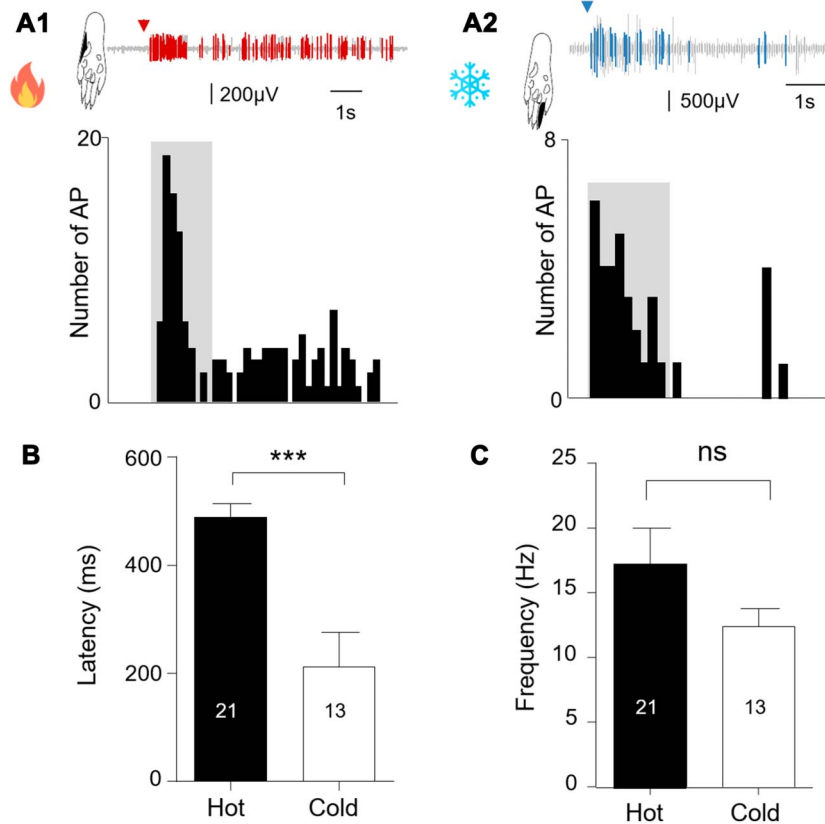 A1
200µV
1s
20
Number of AP
0
A2
500µV
1s
8
Number of AP
0
B
600
***
400
Latency (ms)
200
21
13
0
Hot
Cold
C
25
ns
20
15
Frequency (Hz)
10
5
21
13
0
Hot
Cold